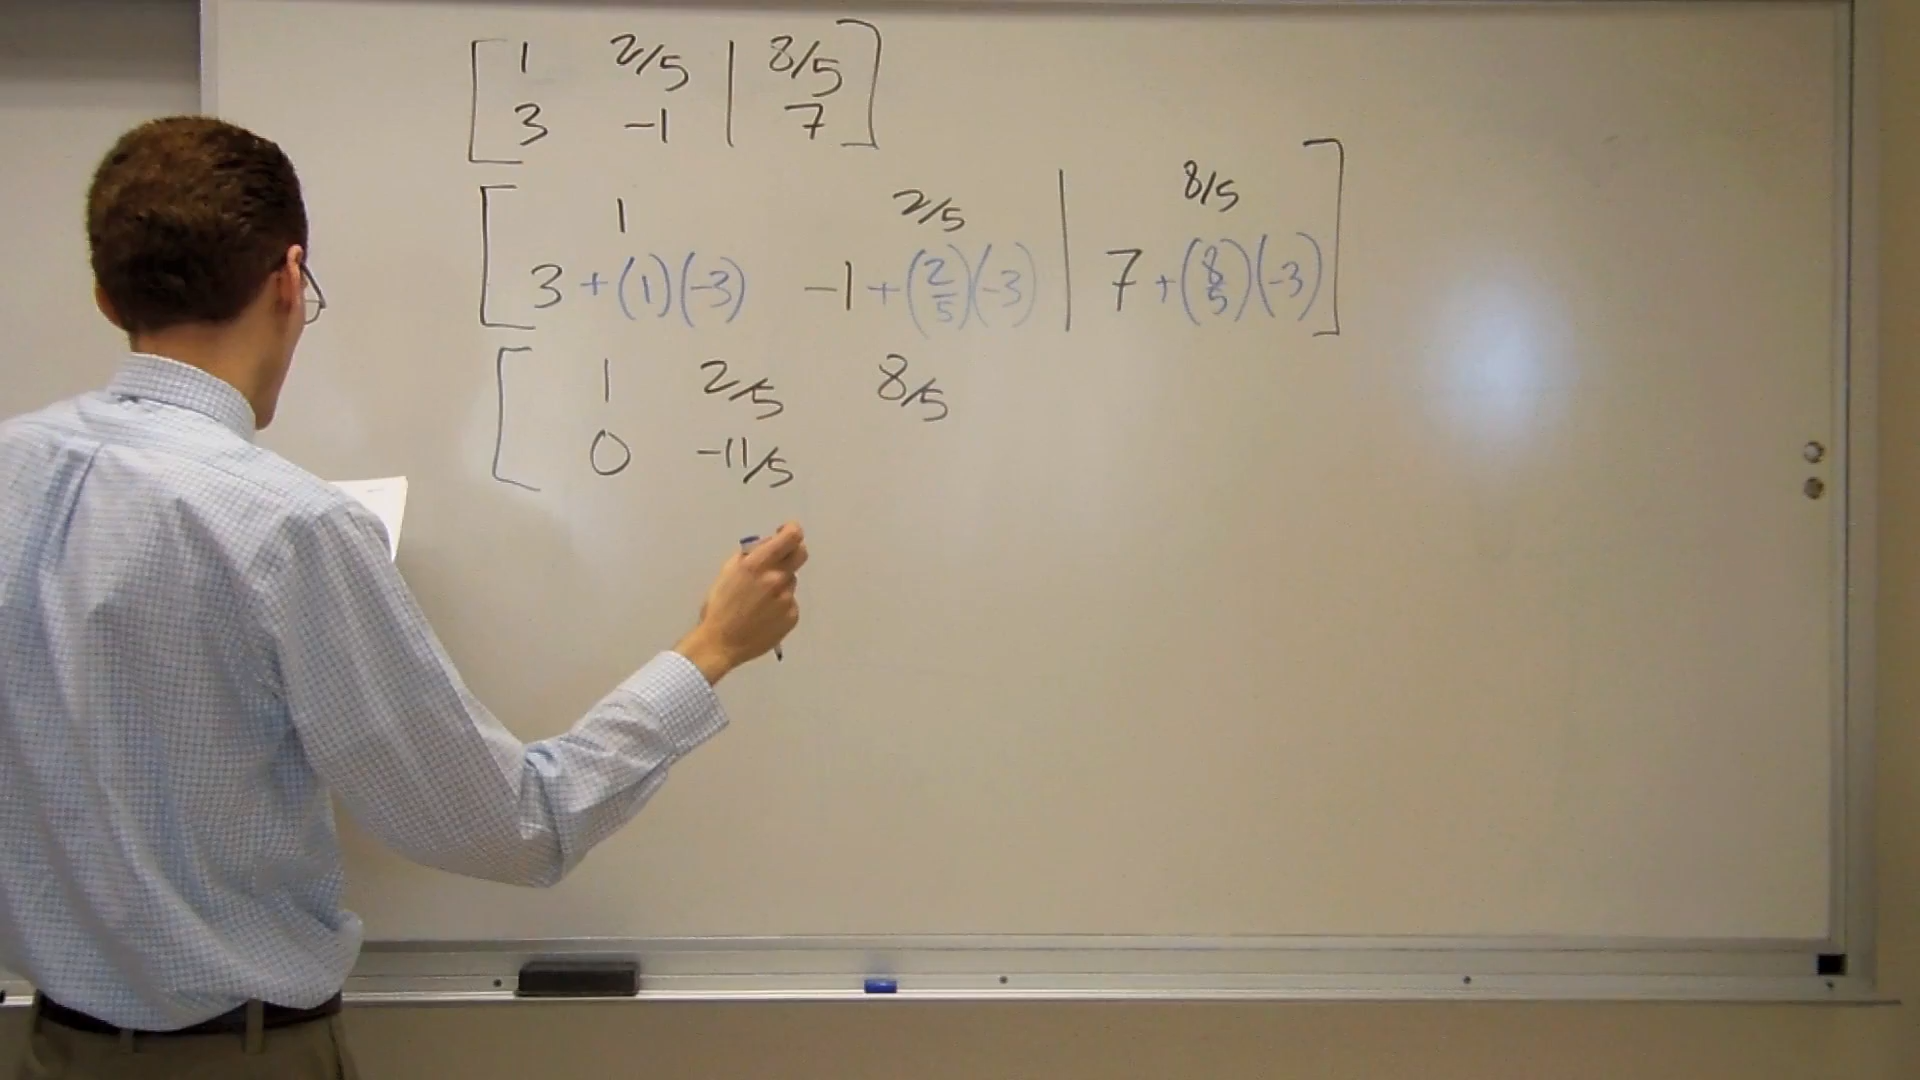 [ 1 2/5 | 8/5 ]
[ 3 -1 | 7 ]
[ 1 2/5 | 8/5 ]
[ 3 +(1)(-3) -1 +(2/5)(-3) | 7 +(8/5)(-3) ]
[ 1 2/5 8/5
[ 0 -11/5